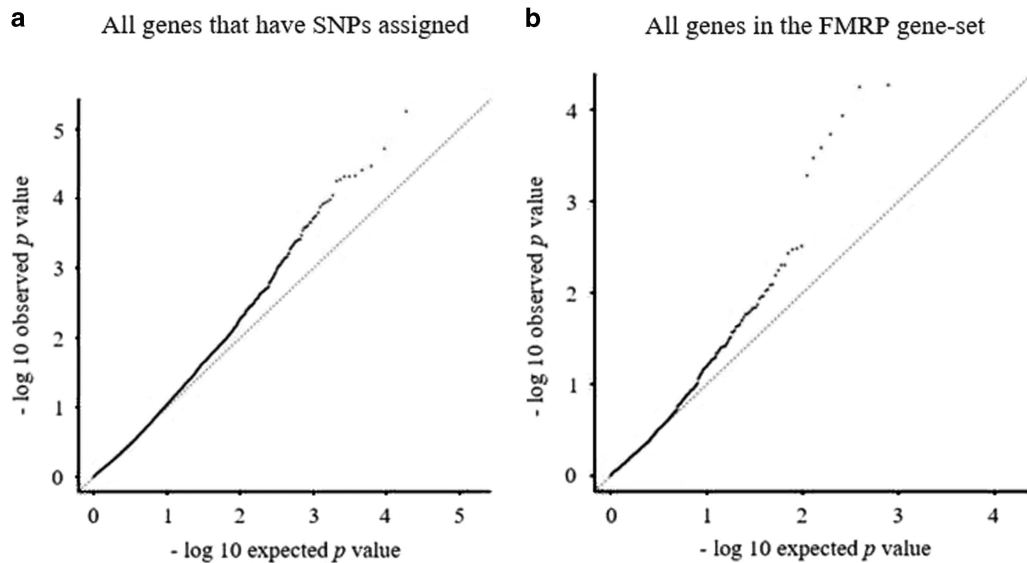 a
All genes that have SNPs assigned
- log 10 observed p value
5
4
3
2
1
0
0 1 2 3 4 5
- log 10 expected p value
b
All genes in the FMRP gene-set
- log 10 observed p value
4
3
2
1
0
0 1 2 3 4
- log 10 expected p value